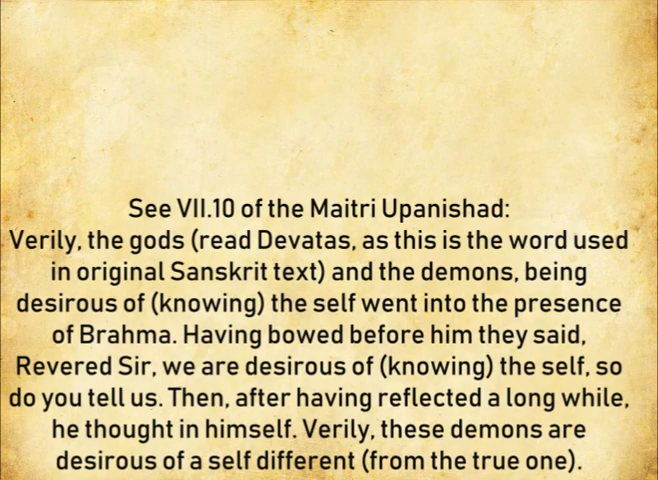 See VII.10 of the Maitri Upanishad:
Verily, the gods (read Devatas, as this is the word used
in original Sanskrit text) and the demons, being
desirous of (knowing) the self went into the presence
of Brahma. Having bowed before him they said,
Revered Sir, we are desirous of (knowing) the self, so
do you tell us. Then, after having reflected a long while,
he thought in himself. Verily, these demons are
desirous of a self different (from the true one).